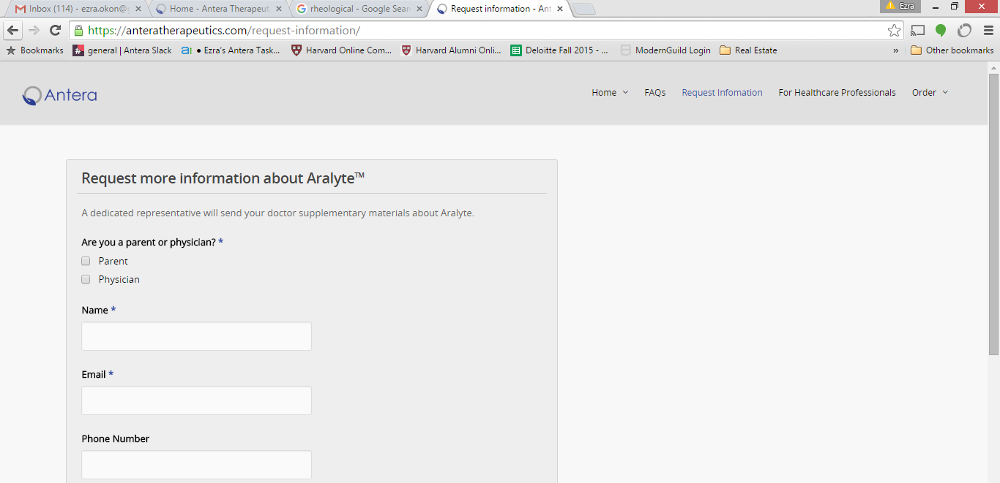 Inbox (114) - ezra.okon@g
Home - Antera Therapeut
rheological - Google Sear
Request information - Ant
Ezra
https://anteratherapeutics.com/request-information/
Bookmarks
general | Antera Slack
a: • Ezra's Antera Task...
Harvard Online Com...
Harvard Alumni Onli...
Deloitte Fall 2015 - ...
ModernGuild Login
Real Estate
»
Other bookmarks
Antera
Home
FAQs
Request Infomation
For Healthcare Professionals
Order
Request more information about Aralyte™
A dedicated representative will send your doctor supplementary materials about Aralyte.
Are you a parent or physician? *
Parent
Physician
Name *
Email *
Phone Number